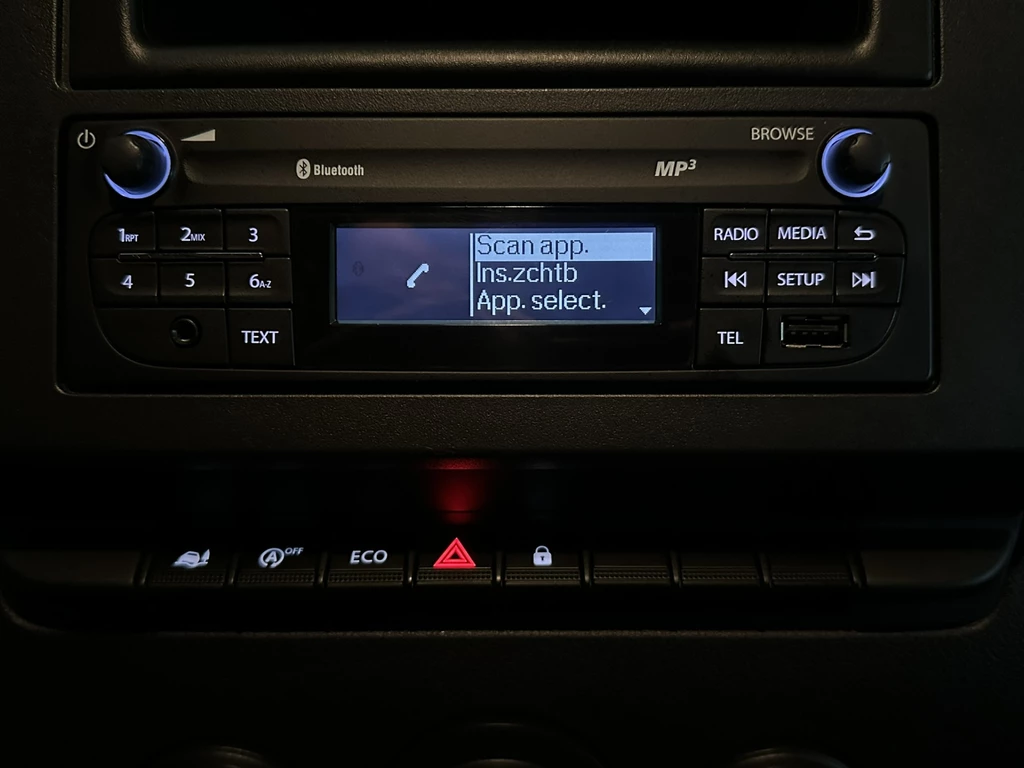 BROWSE
Bluetooth
MP3
1RPT 2MIX 3
4 5 6A-Z
TEXT
Scan app.
Ins.zchtb
App. select.
RADIO MEDIA
SETUP
TEL
A OFF
ECO